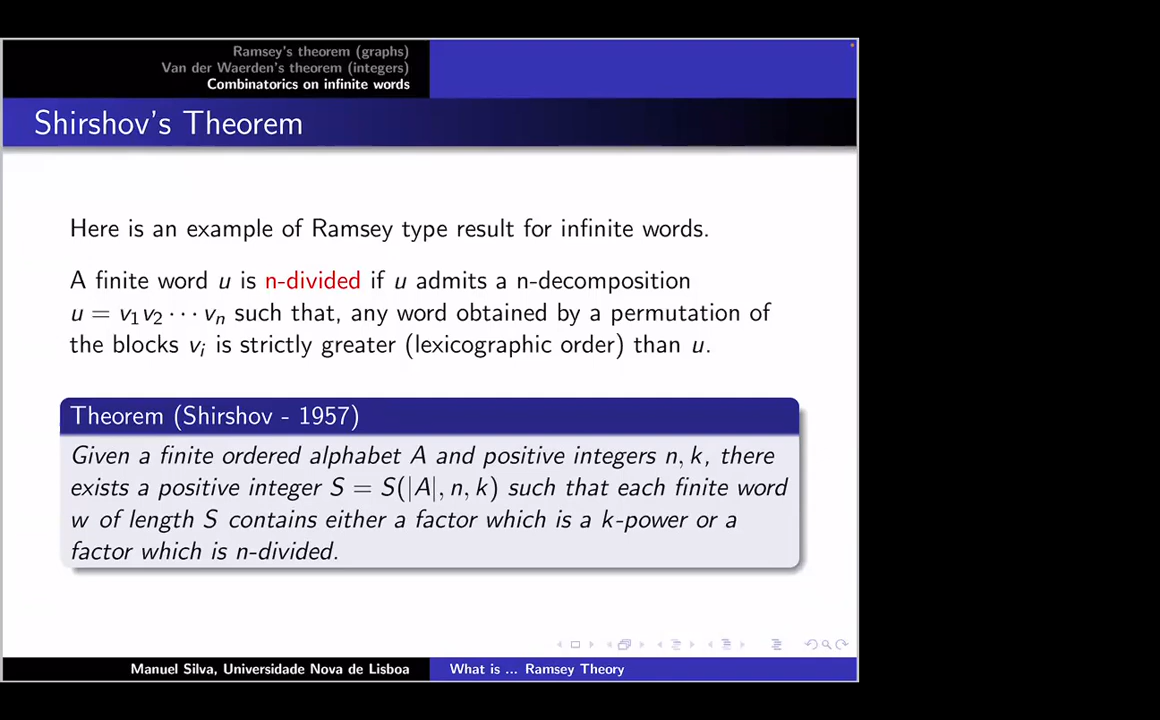 Ramsey's theorem (graphs)
Van der Waerden's theorem (integers)
Combinatorics on infinite words
Shirshov's Theorem
Here is an example of Ramsey type result for infinite words.
A finite word u is n-divided if u admits a n-decomposition
u = v₁v₂ ⋯ vₙ such that, any word obtained by a permutation of
the blocks vᵢ is strictly greater (lexicographic order) than u.
Theorem (Shirshov - 1957)
Given a finite ordered alphabet A and positive integers n, k, there
exists a positive integer S = S(|A|, n, k) such that each finite word
w of length S contains either a factor which is a k-power or a
factor which is n-divided.
Manuel Silva, Universidade Nova de Lisboa
What is ... Ramsey Theory